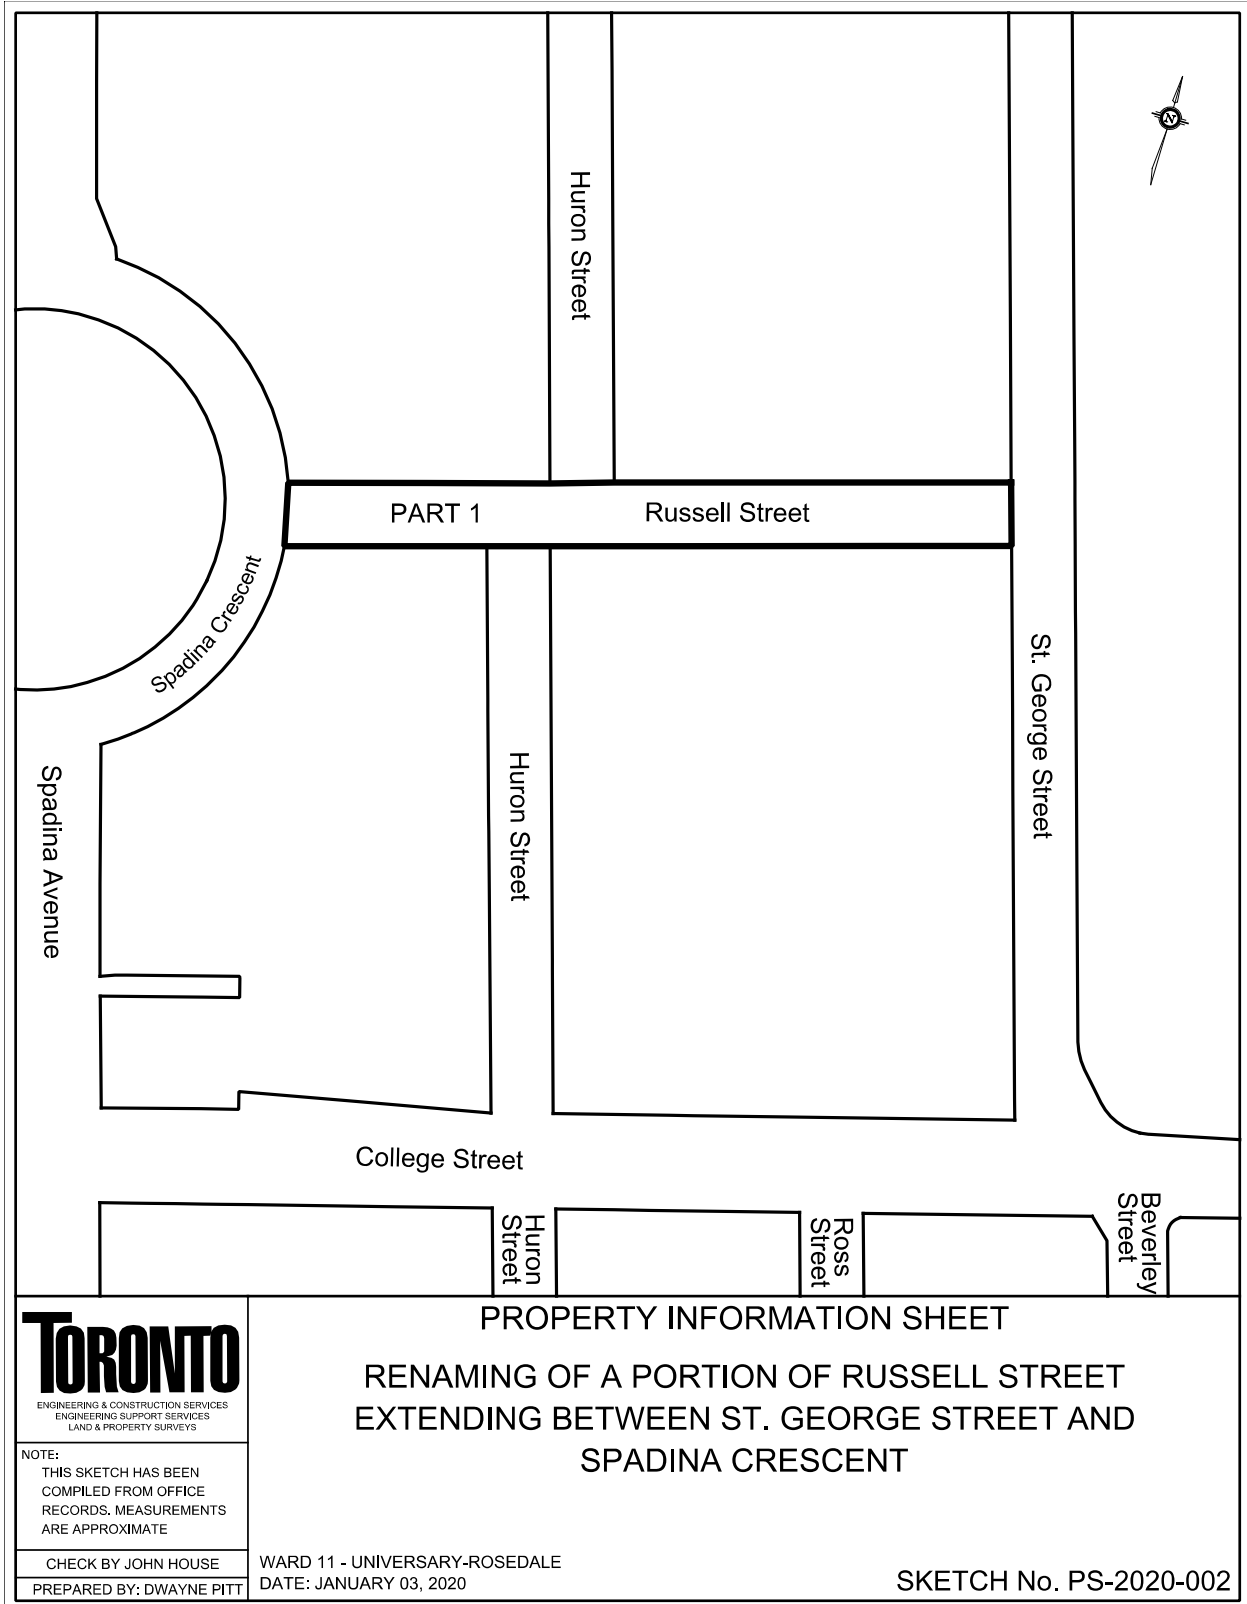 N
Huron Street
PART 1
Russell Street
Spadina Crescent
St. George Street
Spadina Avenue
Huron Street
College Street
Huron
Street
Ross
Street
Beverley
Street
TORONTO
ENGINEERING & CONSTRUCTION SERVICES
ENGINEERING SUPPORT SERVICES
LAND & PROPERTY SURVEYS
NOTE:
THIS SKETCH HAS BEEN
COMPILED FROM OFFICE
RECORDS. MEASUREMENTS
ARE APPROXIMATE
CHECK BY JOHN HOUSE
PREPARED BY: DWAYNE PITT
PROPERTY INFORMATION SHEET
RENAMING OF A PORTION OF RUSSELL STREET
EXTENDING BETWEEN ST. GEORGE STREET AND
SPADINA CRESCENT
WARD 11 - UNIVERSARY-ROSEDALE
DATE: JANUARY 03, 2020
SKETCH No. PS-2020-002